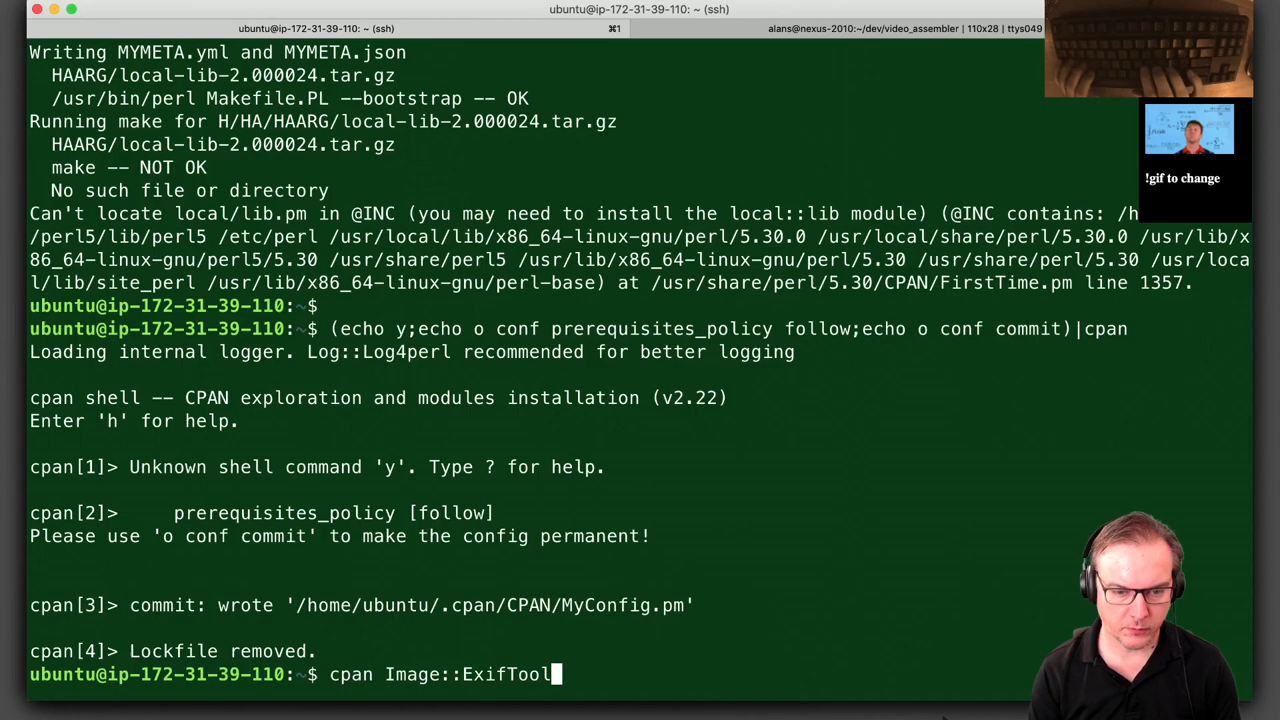 ubuntu@ip-172-31-39-110: ~ (ssh)
ubuntu@ip-172-31-39-110: ~ (ssh) ⌘1 alans@nexus-2010:~/dev/video_assembler | 110x28 | ttys049
Writing MYMETA.yml and MYMETA.json
HAARG/local-lib-2.000024.tar.gz
/usr/bin/perl Makefile.PL --bootstrap -- OK
Running make for H/HA/HAARG/local-lib-2.000024.tar.gz
HAARG/local-lib-2.000024.tar.gz
make -- NOT OK
!gif to change
No such file or directory
Can't locate local/lib.pm in @INC (you may need to install the local::lib module) (@INC contains: /h
/perl5/lib/perl5 /etc/perl /usr/local/lib/x86_64-linux-gnu/perl/5.30.0 /usr/local/share/perl/5.30.0 /usr/lib/x
86_64-linux-gnu/perl5/5.30 /usr/share/perl5 /usr/lib/x86_64-linux-gnu/perl/5.30 /usr/share/perl/5.30 /usr/loca
l/lib/site_perl /usr/lib/x86_64-linux-gnu/perl-base) at /usr/share/perl/5.30/CPAN/FirstTime.pm line 1357.
ubuntu@ip-172-31-39-110:~$
ubuntu@ip-172-31-39-110:~$ (echo y;echo o conf prerequisites_policy follow;echo o conf commit)|cpan
Loading internal logger. Log::Log4perl recommended for better logging
cpan shell -- CPAN exploration and modules installation (v2.22)
Enter 'h' for help.
cpan[1]> Unknown shell command 'y'. Type ? for help.
cpan[2]>     prerequisites_policy [follow]
Please use 'o conf commit' to make the config permanent!
cpan[3]> commit: wrote '/home/ubuntu/.cpan/CPAN/MyConfig.pm'
cpan[4]> Lockfile removed.
ubuntu@ip-172-31-39-110:~$ cpan Image::ExifTool